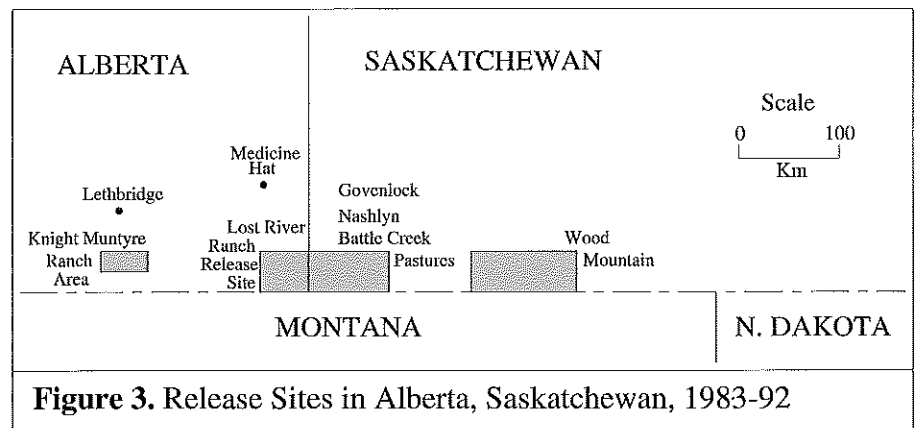 ALBERTA
SASKATCHEWAN
Scale
0 100
Km
Medicine
Hat
Lethbridge
Govenlock
Nashlyn
Battle Creek
Pastures
Knight Muntyre
Ranch
Area
Lost River
Ranch
Release
Site
Wood
Mountain
MONTANA
N. DAKOTA
Figure 3. Release Sites in Alberta, Saskatchewan, 1983-92